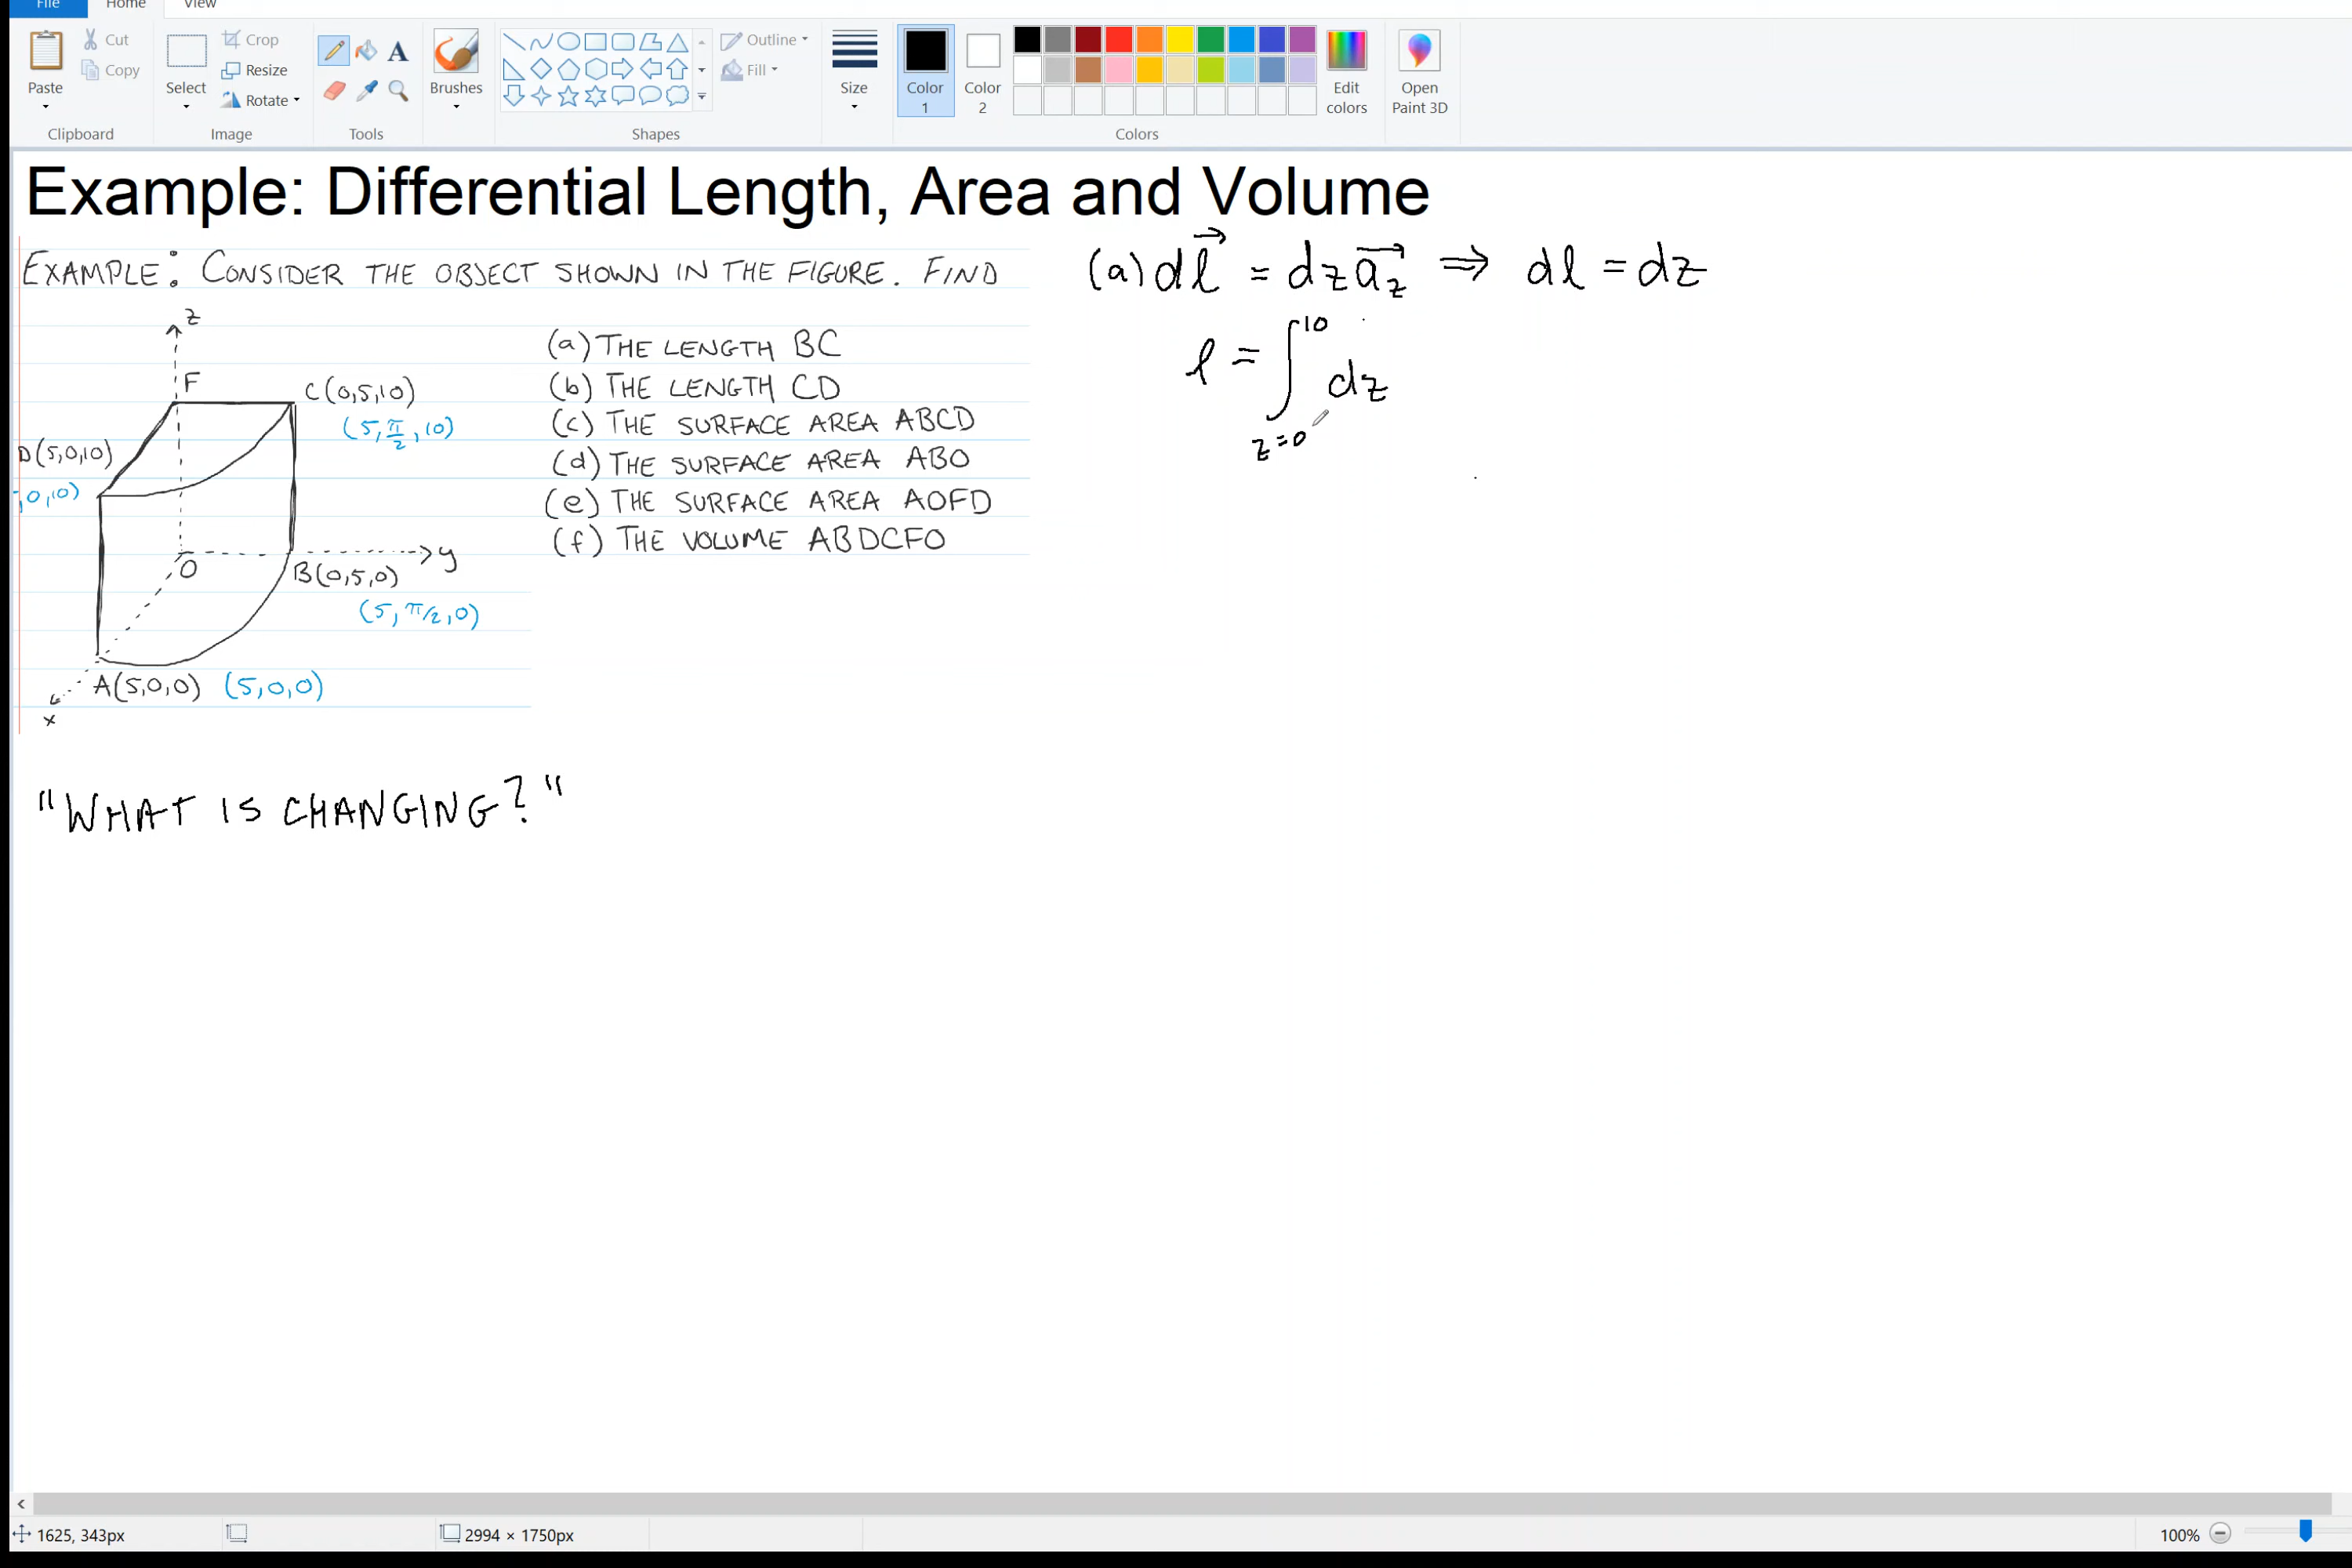 File Home View
Paste
Cut
Copy
Clipboard
Select
Crop
Resize
Rotate
Image
A
Tools
Brushes
Outline
Fill
Shapes
Size
Color 1
Color 2
Edit colors
Open Paint 3D
Colors
Example: Differential Length, Area and Volume
EXAMPLE: CONSIDER THE OBJECT SHOWN IN THE FIGURE. FIND
z
F
C(0,5,10)
(5, π/2, 10)
D(5,0,10)
,0,10)
O
y
B(0,5,0)
(5, π/2, 0)
A(5,0,0) (5,0,0)
x
(a) THE LENGTH BC
(b) THE LENGTH CD
(c) THE SURFACE AREA ABCD
(d) THE SURFACE AREA ABO
(e) THE SURFACE AREA AOFD
(f) THE VOLUME ABDCFO
"WHAT IS CHANGING?"
(a) dl⃗ = dz a⃗_z ⇒ dl = dz
l = ∫_{z=0}^{10} dz
1625, 343px
2994 × 1750px
100%